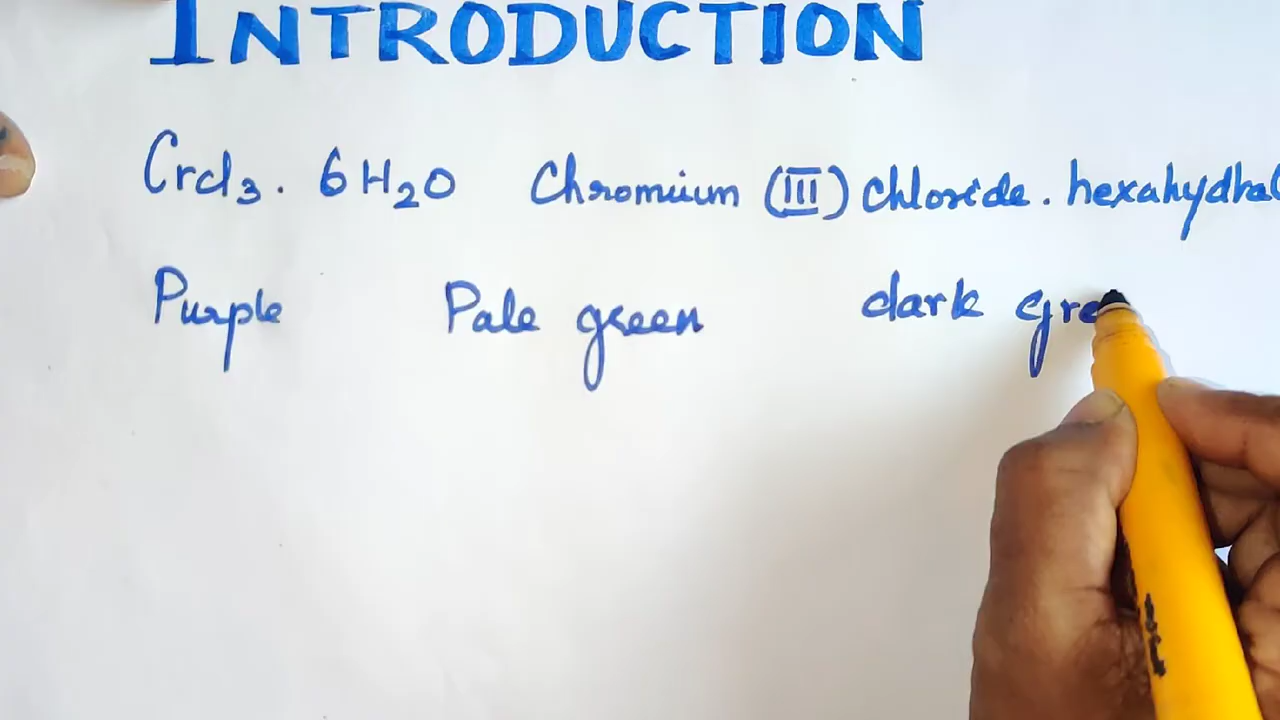 INTRODUCTION
Crcl3. 6H2O Chromium (III) chloride. hexahydrat
Purple Pale green dark gre